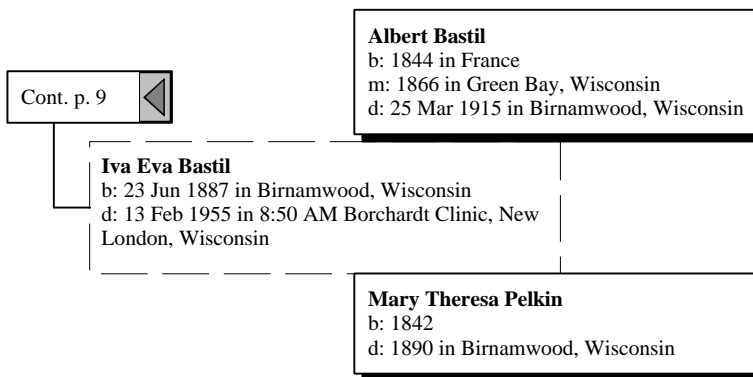 Albert Bastil
b: 1844 in France
m: 1866 in Green Bay, Wisconsin
d: 25 Mar 1915 in Birnamwood, Wisconsin
Cont. p. 9
Iva Eva Bastil
b: 23 Jun 1887 in Birnamwood, Wisconsin
d: 13 Feb 1955 in 8:50 AM Borchardt Clinic, New
London, Wisconsin
Mary Theresa Pelkin
b: 1842
d: 1890 in Birnamwood, Wisconsin